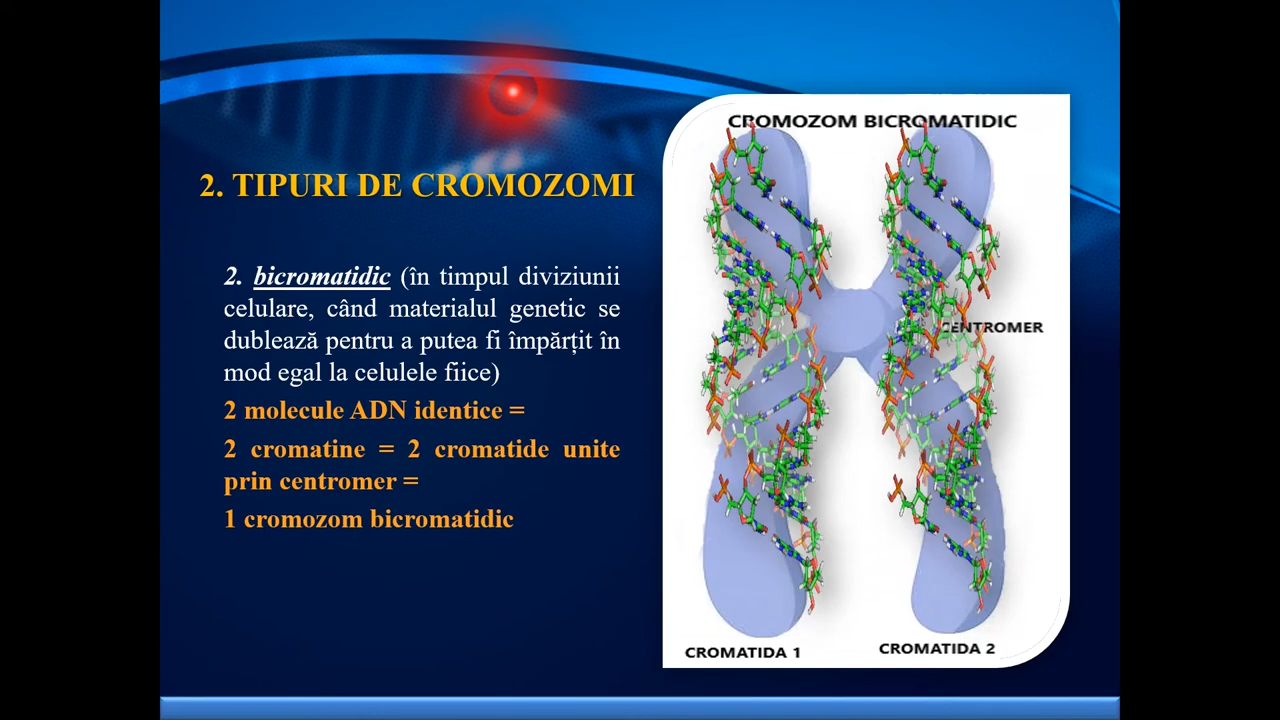 2. TIPURI DE CROMOZOMI
2. bicromatidic (în timpul diviziunii
celulare, când materialul genetic se
dublează pentru a putea fi împărțit în
mod egal la celulele fiice)
2 molecule ADN identice =
2 cromatine = 2 cromatide unite
prin centromer =
1 cromozom bicromatidic
CROMOZOM BICROMATIDIC
CENTROMER
CROMATIDA 1
CROMATIDA 2